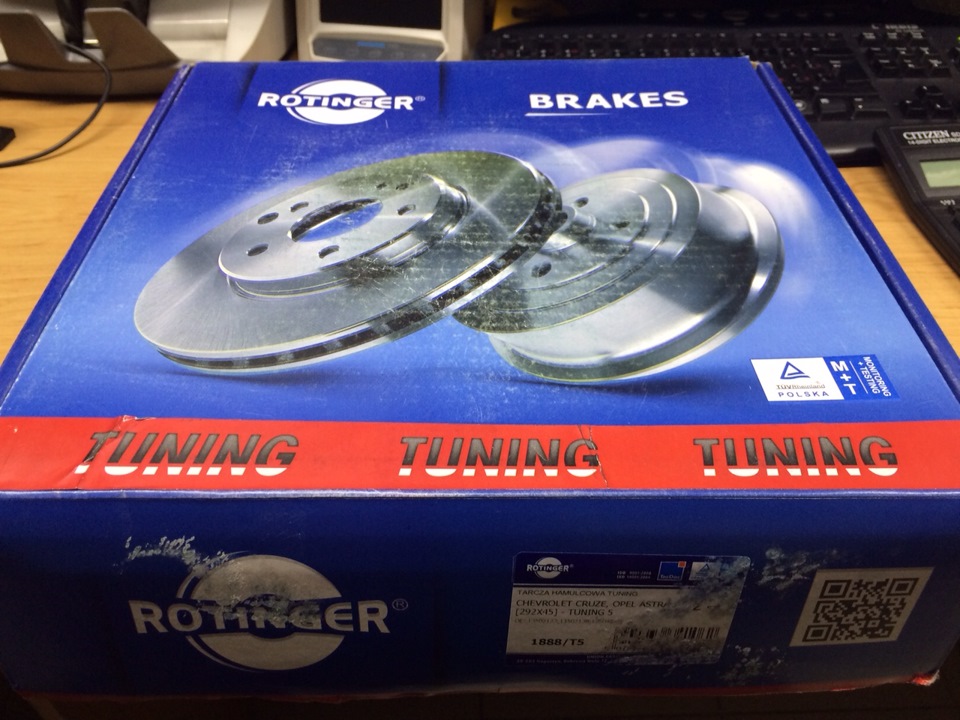 ROTINGER®
BRAKES
TÜVRheinland
POLSKA
M+T
MONITORING
+ TESTING
TUNING TUNING TUNING
ROTINGER®
ROTINGER
TecDoc
TARCZA HAMULCOWA TUNING
CHEVROLET CRUZE, OPEL ASTRA
[292X45] - TUNING 5
1888/T5
CITIZEN